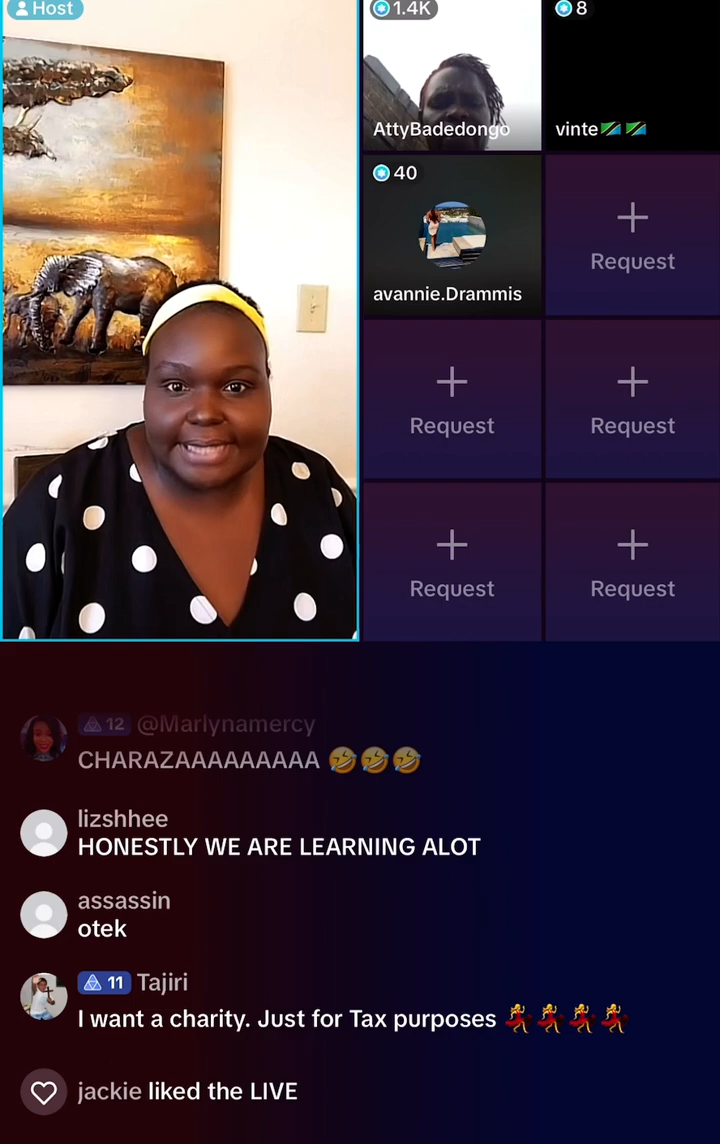 Host
1.4K
AttyBadedongo
8
vinte🇹🇿🇹🇿
40
avannie.Drammis
Request
Request
Request
Request
Request
12 @Marlynamercy
CHARAZAAAAAAAAA 🤣🤣🤣
lizshhee
HONESTLY WE ARE LEARNING ALOT
assassin
otek
11 Tajiri
I want a charity. Just for Tax purposes 💃💃💃💃
jackie liked the LIVE